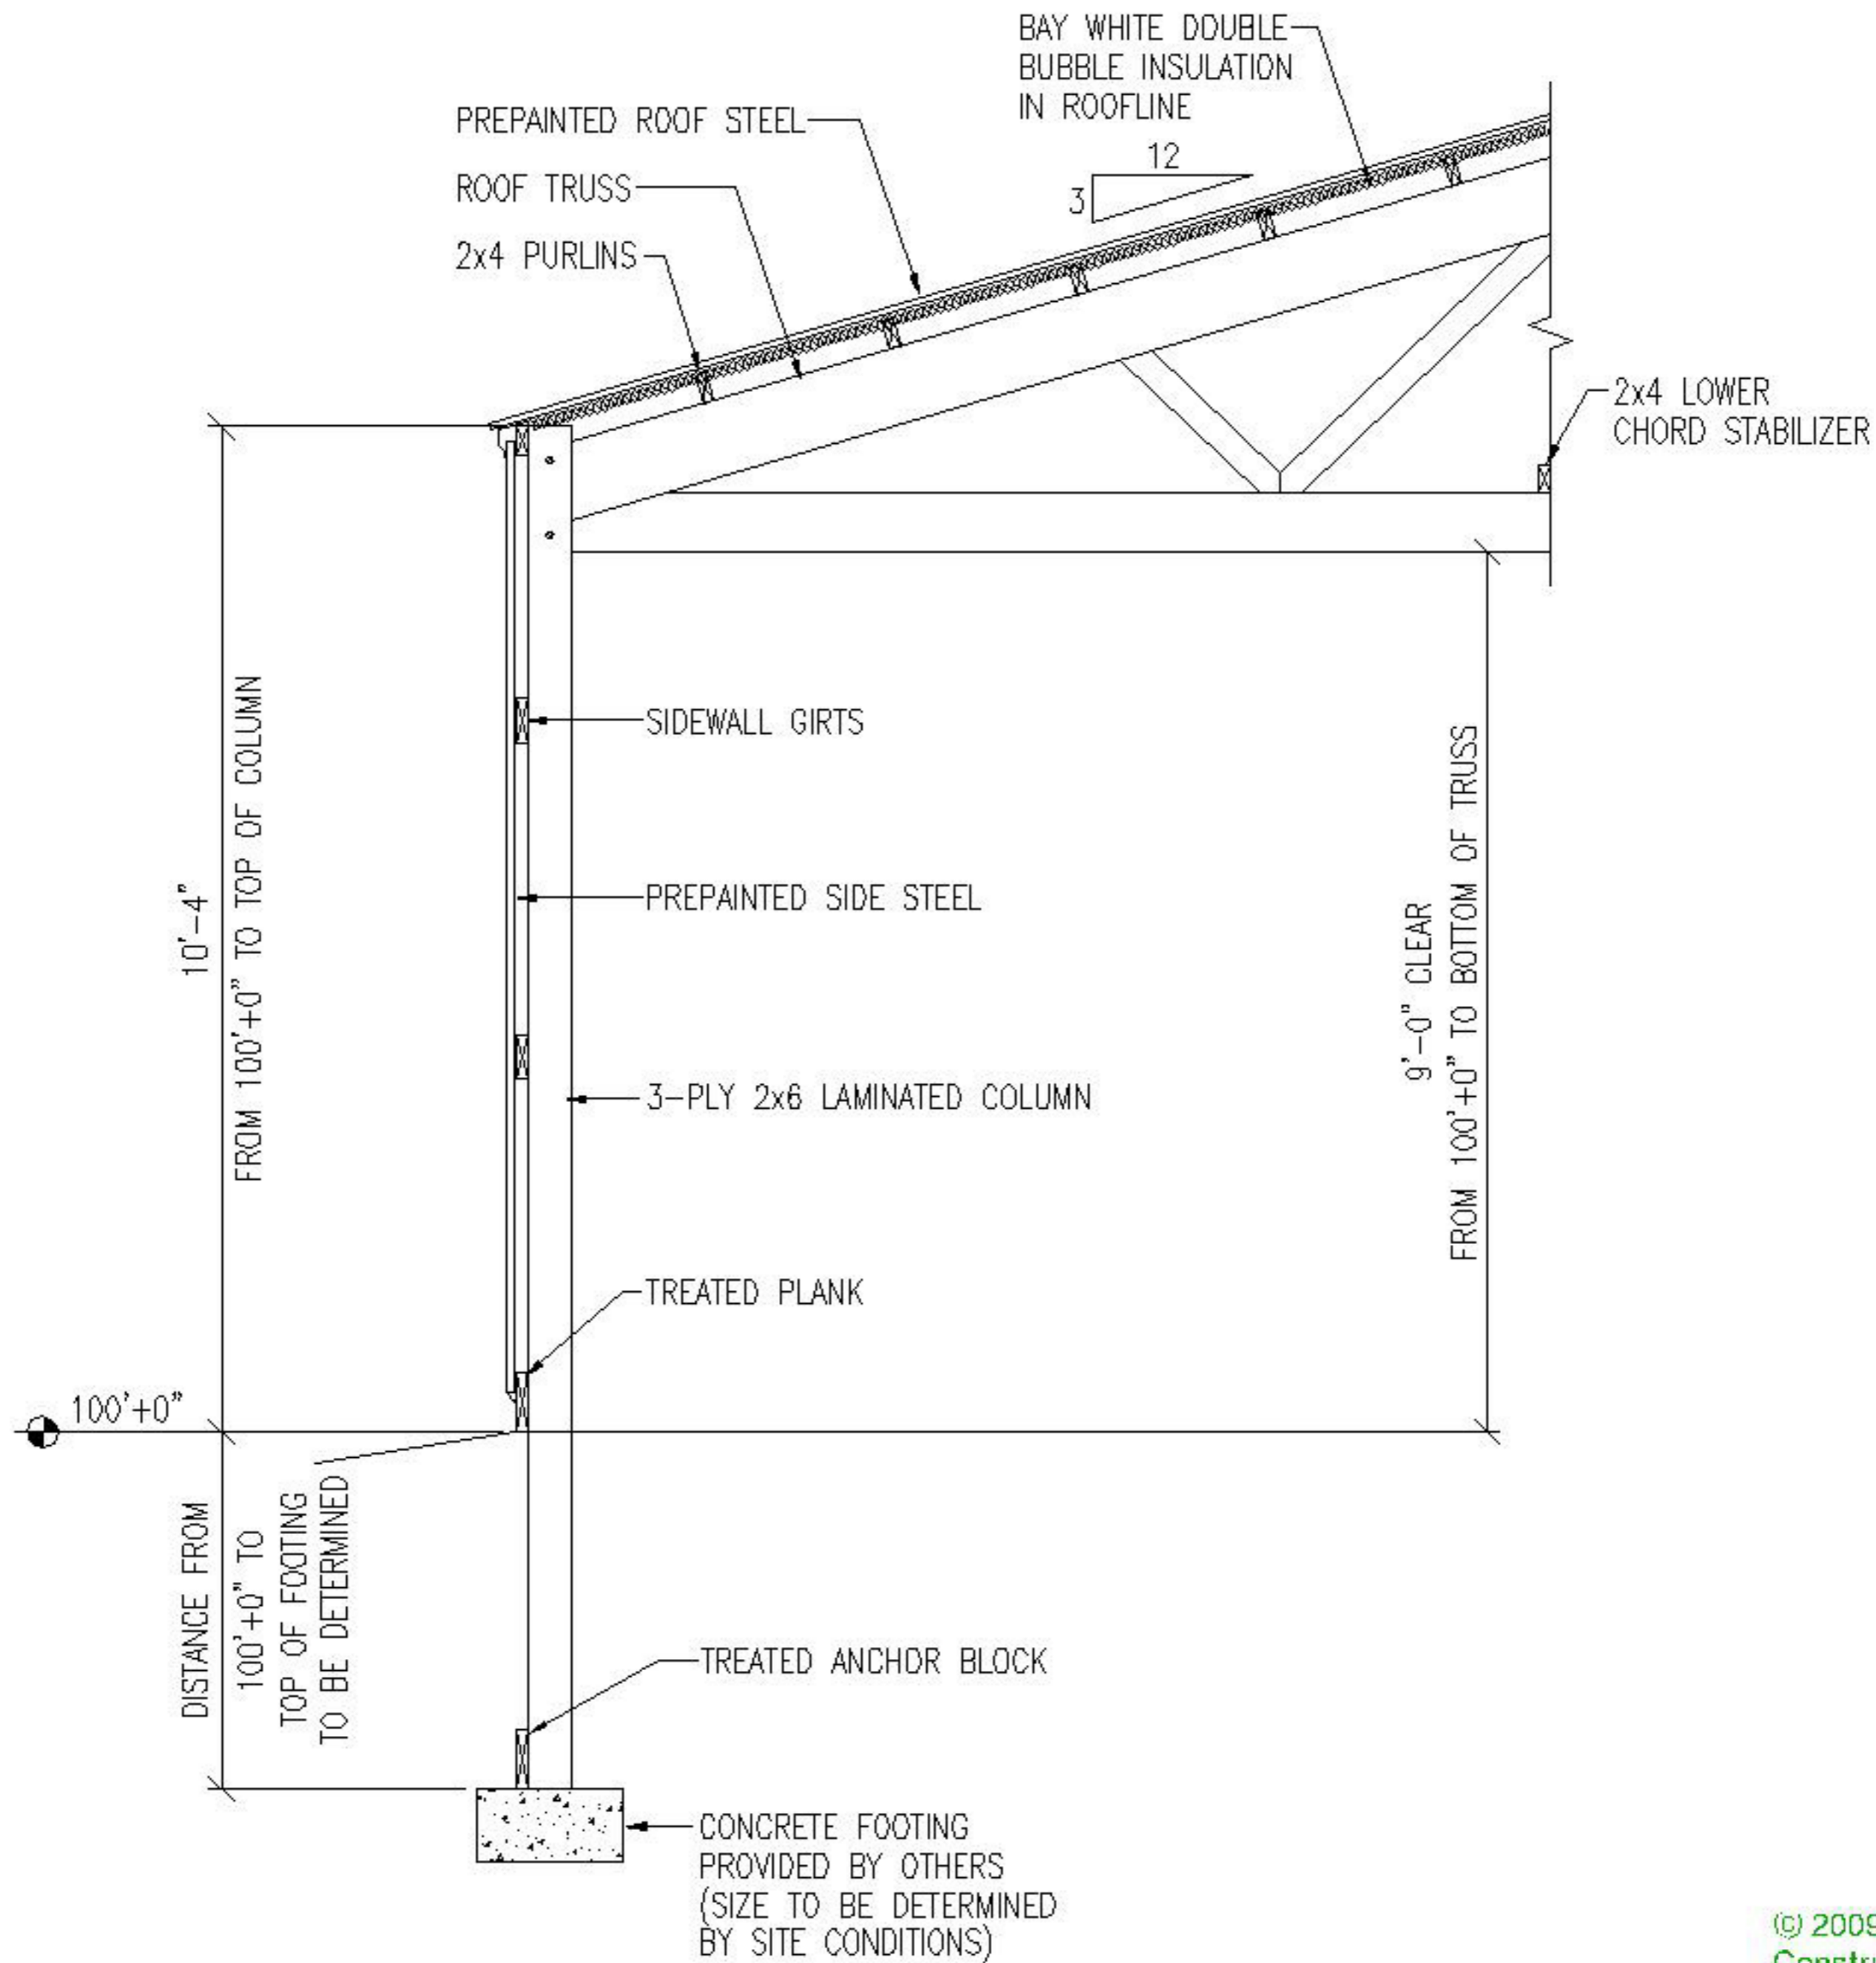 BAY WHITE DOUBLE
BUBBLE INSULATION
IN ROOFLINE
PREPAINTED ROOF STEEL
12
3
ROOF TRUSS
2x4 PURLINS
2x4 LOWER
CHORD STABILIZER
10'-4"
FROM 100'+0" TO TOP OF COLUMN
SIDEWALL GIRTS
PREPAINTED SIDE STEEL
9'-0" CLEAR
FROM 100'+0" TO BOTTOM OF TRUSS
3-PLY 2x6 LAMINATED COLUMN
TREATED PLANK
100'+0"
DISTANCE FROM
100'+0" TO
TOP OF FOOTING
TO BE DETERMINED
TREATED ANCHOR BLOCK
CONCRETE FOOTING
PROVIDED BY OTHERS
(SIZE TO BE DETERMINED
BY SITE CONDITIONS)
© 2009